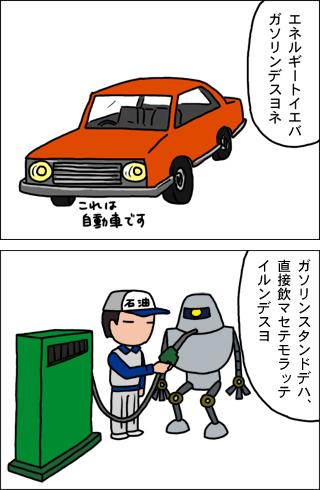 エネルギートイエバ
ガソリンデスヨネ
これは
自動車です
ガソリンスタンドデハ、
直接飲マセテモラッテ
イルンデスヨ
石油